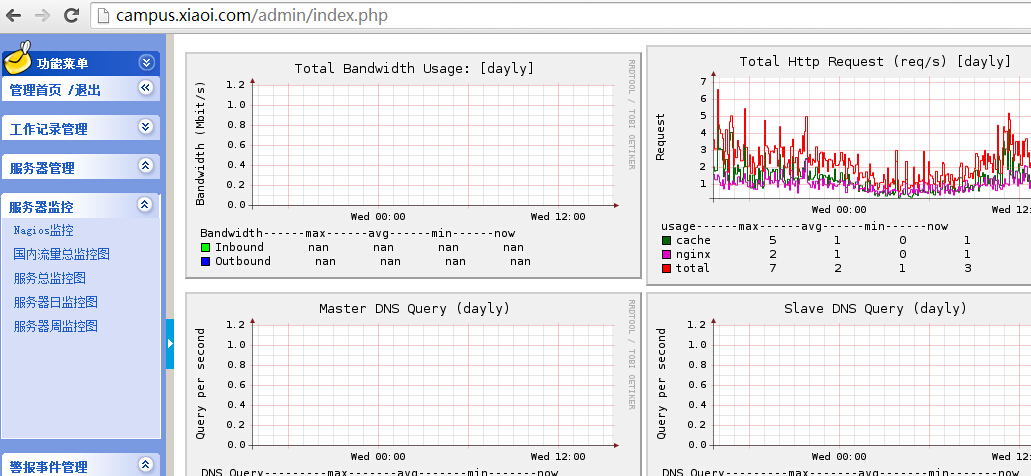 campus.xiaoi.com/admin/index.php
功能菜单
管理首页 /退出
工作记录管理
服务器管理
服务器监控
Nagios监控
国内流量总监控图
服务总监控图
服务器日监控图
服务器周监控图
警报事件管理
Total Bandwidth Usage: [dayly]
RRDTOOL / TOBI OETIKER
Bandwidth (Mbit/s)
1.2
1.0
0.8
0.6
0.4
0.2
0.0
Wed 00:00 Wed 12:00
Bandwidth------max------avg------min------now
Inbound nan nan nan nan
Outbound nan nan nan nan
Total Http Request (req/s) [dayly]
Request
7
6
5
4
3
2
1
Wed 00:00 Wed 12:
usage------max------avg------min------now
cache 5 1 0 1
nginx 2 1 0 1
total 7 2 1 3
Master DNS Query (dayly)
RRDTOOL / TOBI OETIKER
Query per second
1.2
1.0
0.8
0.6
0.4
0.2
0.0
Wed 00:00 Wed 12:00
DNS Query--------max-------avg-------min-------now
Slave DNS Query (dayly)
Query per second
1.2
1.0
0.8
0.6
0.4
0.2
0.0
Wed 00:00 Wed 12:
DNS Query--------max-------avg-------min-------now